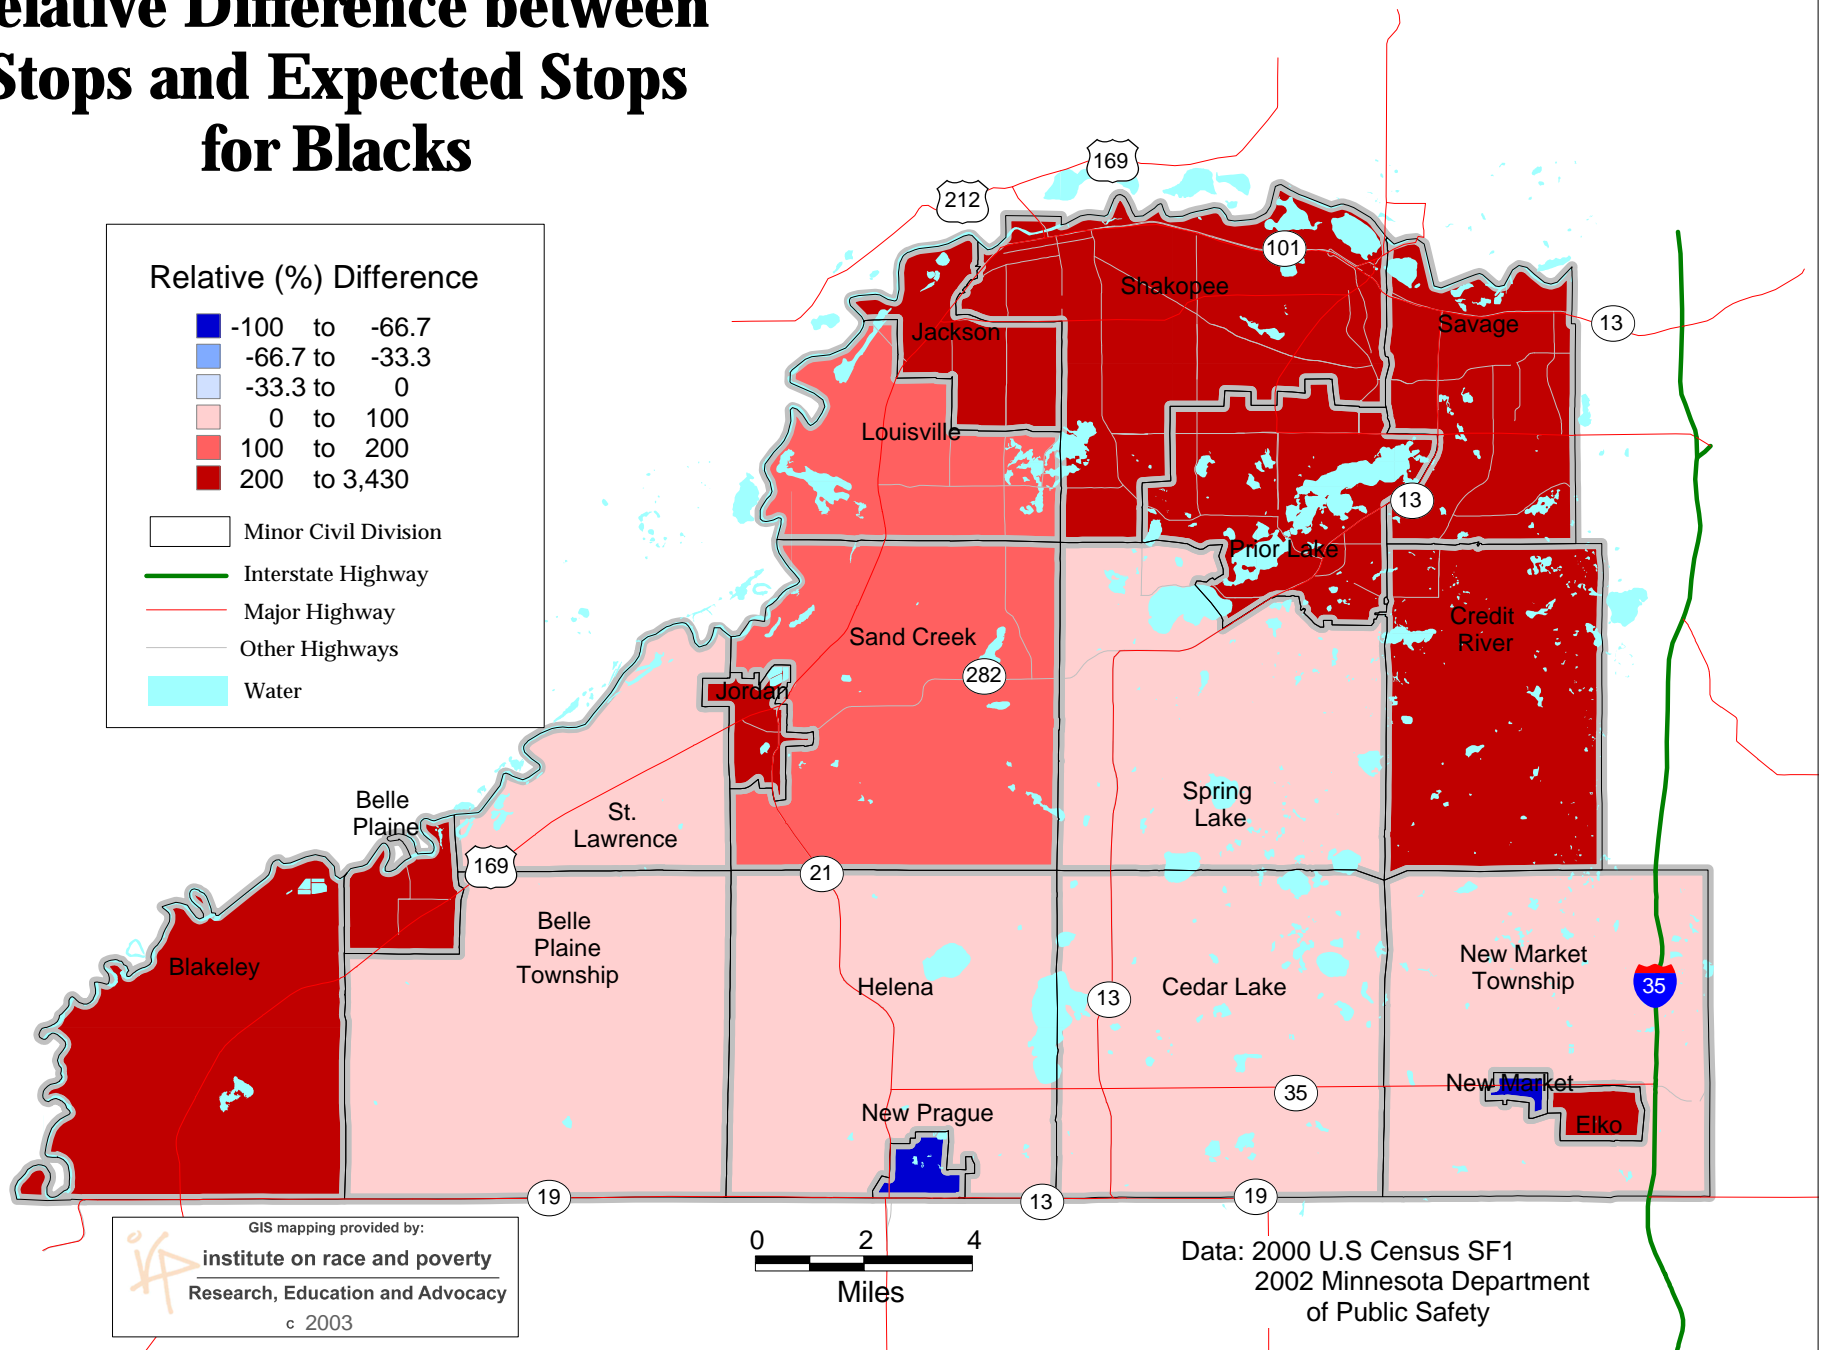 elative Difference between
Stops and Expected Stops
for Blacks
Relative (%) Difference
-100 to -66.7
-66.7 to -33.3
-33.3 to 0
0 to 100
100 to 200
200 to 3,430
Minor Civil Division
Interstate Highway
Major Highway
Other Highways
Water
169
212
101
Shakopee
Jackson
Savage
13
Louisville
13
Prior Lake
Credit
River
Sand Creek
282
Jordan
Spring
Lake
Belle
Plaine
St.
Lawrence
169
21
Belle
Plaine
Township
Blakeley
Helena
13
Cedar Lake
New Market
Township
35
New Market
35
Elko
New Prague
19
13
19
GIS mapping provided by:
institute on race and poverty
Research, Education and Advocacy
c 2003
0 2 4
Miles
Data: 2000 U.S Census SF1
2002 Minnesota Department
of Public Safety